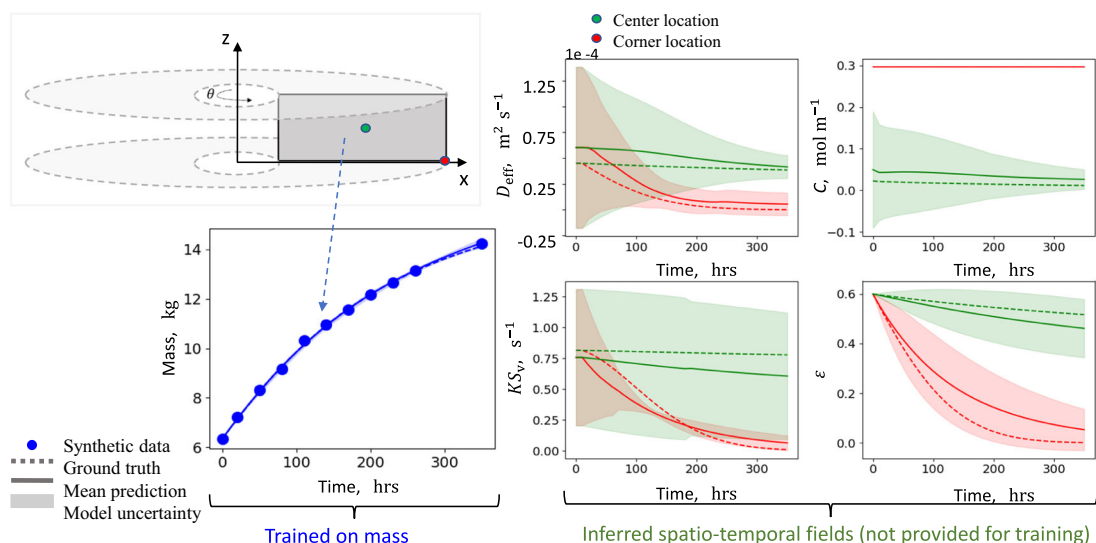 Center location
Corner location
z
θ
x
1e -4
1.25
0.75
0.25
-0.25
D_eff, m² s⁻¹
0 100 200 300
Time, hrs
0.3
0.2
0.1
0.0
−0.1
C, mol m⁻¹
0 100 200 300
Time, hrs
14
12
10
8
6
Mass, kg
0 100 200 300
Time, hrs
1.25
1.00
0.75
0.50
0.25
0.00
KS_v, s⁻¹
0 100 200 300
Time, hrs
0.6
0.4
0.2
0.0
ε
0 100 200 300
Time, hrs
Synthetic data
Ground truth
Mean prediction
Model uncertainty
Trained on mass
Inferred spatio-temporal fields (not provided for training)